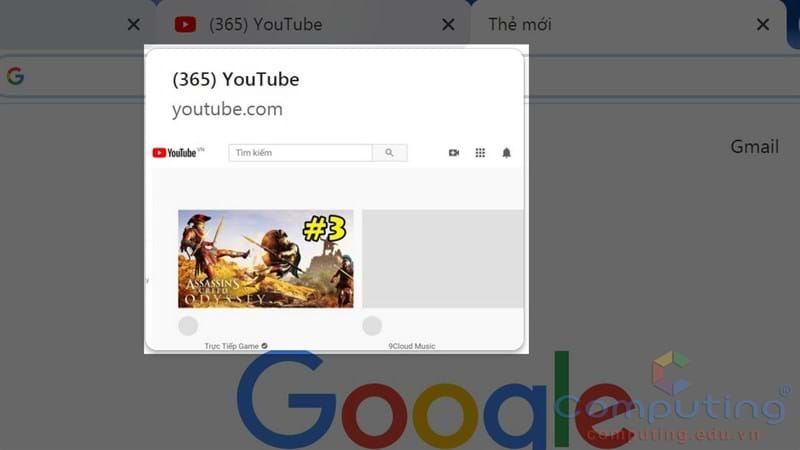 (365) YouTube
Thẻ mới
(365) YouTube
youtube.com
YouTube VN
Tìm kiếm
Gmail
#3
ASSASSIN'S
CREED
ODYSSEY
Trực Tiếp Game
9Cloud Music
Google
Computing®
computing.edu.vn